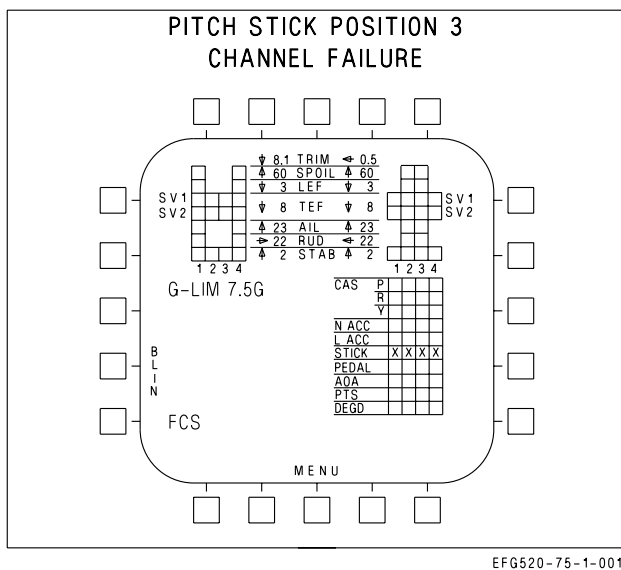 PITCH STICK POSITION 3
CHANNEL FAILURE
8.1 TRIM 0.5
60 SPOIL 60
3 LEF 3
SV1 SV1
SV2 SV2
8 TEF 8
23 AIL 23
22 RUD 22
2 STAB 2
1 2 3 4
1 2 3 4
G-LIM 7.5G
CAS P
R
Y
N ACC
L ACC
STICK X X X X
PEDAL
AOA
PTS
DEGD
BLIN
FCS
MENU
EFG520-75-1-001